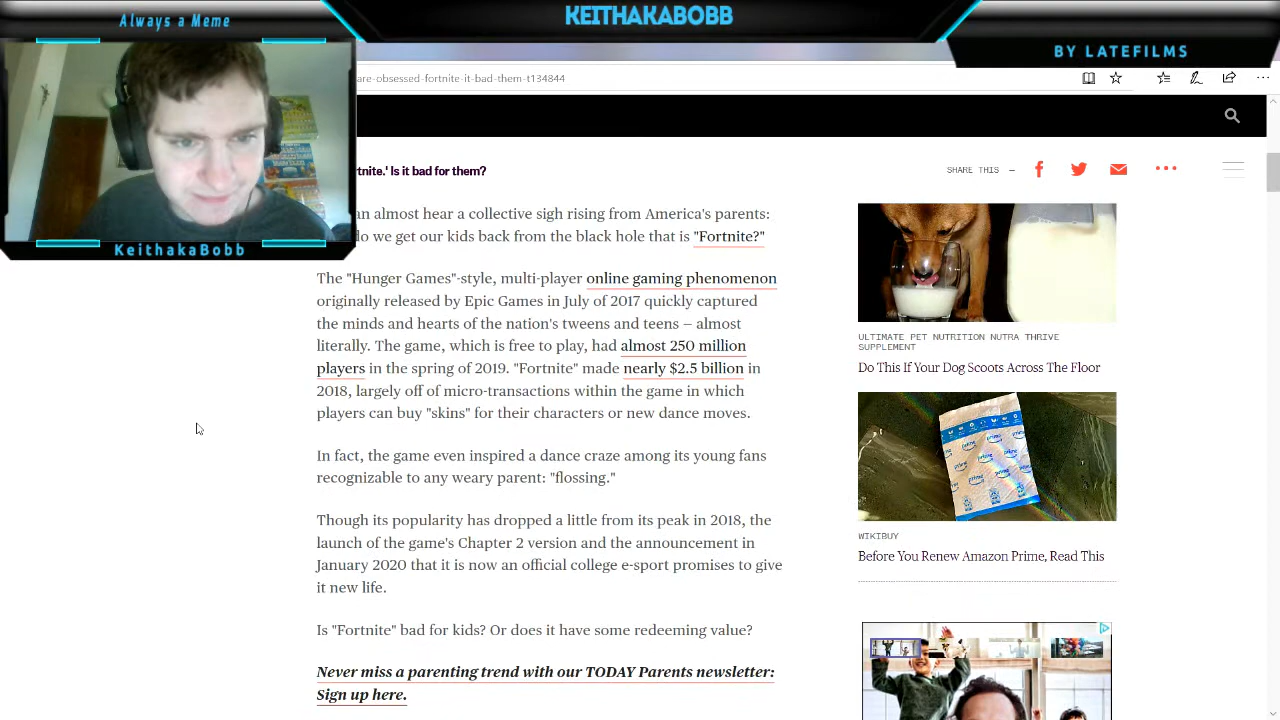 Always a Meme
KEITHAKABOBB
BY LATEFILMS
are-obsessed-fortnite-it-bad-them-t134844
KeithakaBobb
rtnite.' Is it bad for them?
SHARE THIS —
an almost hear a collective sigh rising from America's parents:
do we get our kids back from the black hole that is "Fortnite?"
The "Hunger Games"-style, multi-player online gaming phenomenon
originally released by Epic Games in July of 2017 quickly captured
the minds and hearts of the nation's tweens and teens — almost
literally. The game, which is free to play, had almost 250 million
players in the spring of 2019. "Fortnite" made nearly $2.5 billion in
2018, largely off of micro-transactions within the game in which
players can buy "skins" for their characters or new dance moves.
In fact, the game even inspired a dance craze among its young fans
recognizable to any weary parent: "flossing."
Though its popularity has dropped a little from its peak in 2018, the
launch of the game's Chapter 2 version and the announcement in
January 2020 that it is now an official college e-sport promises to give
it new life.
Is "Fortnite" bad for kids? Or does it have some redeeming value?
Never miss a parenting trend with our TODAY Parents newsletter:
Sign up here.
ULTIMATE PET NUTRITION NUTRA THRIVE
SUPPLEMENT
Do This If Your Dog Scoots Across The Floor
prime
WIKIBUY
Before You Renew Amazon Prime, Read This